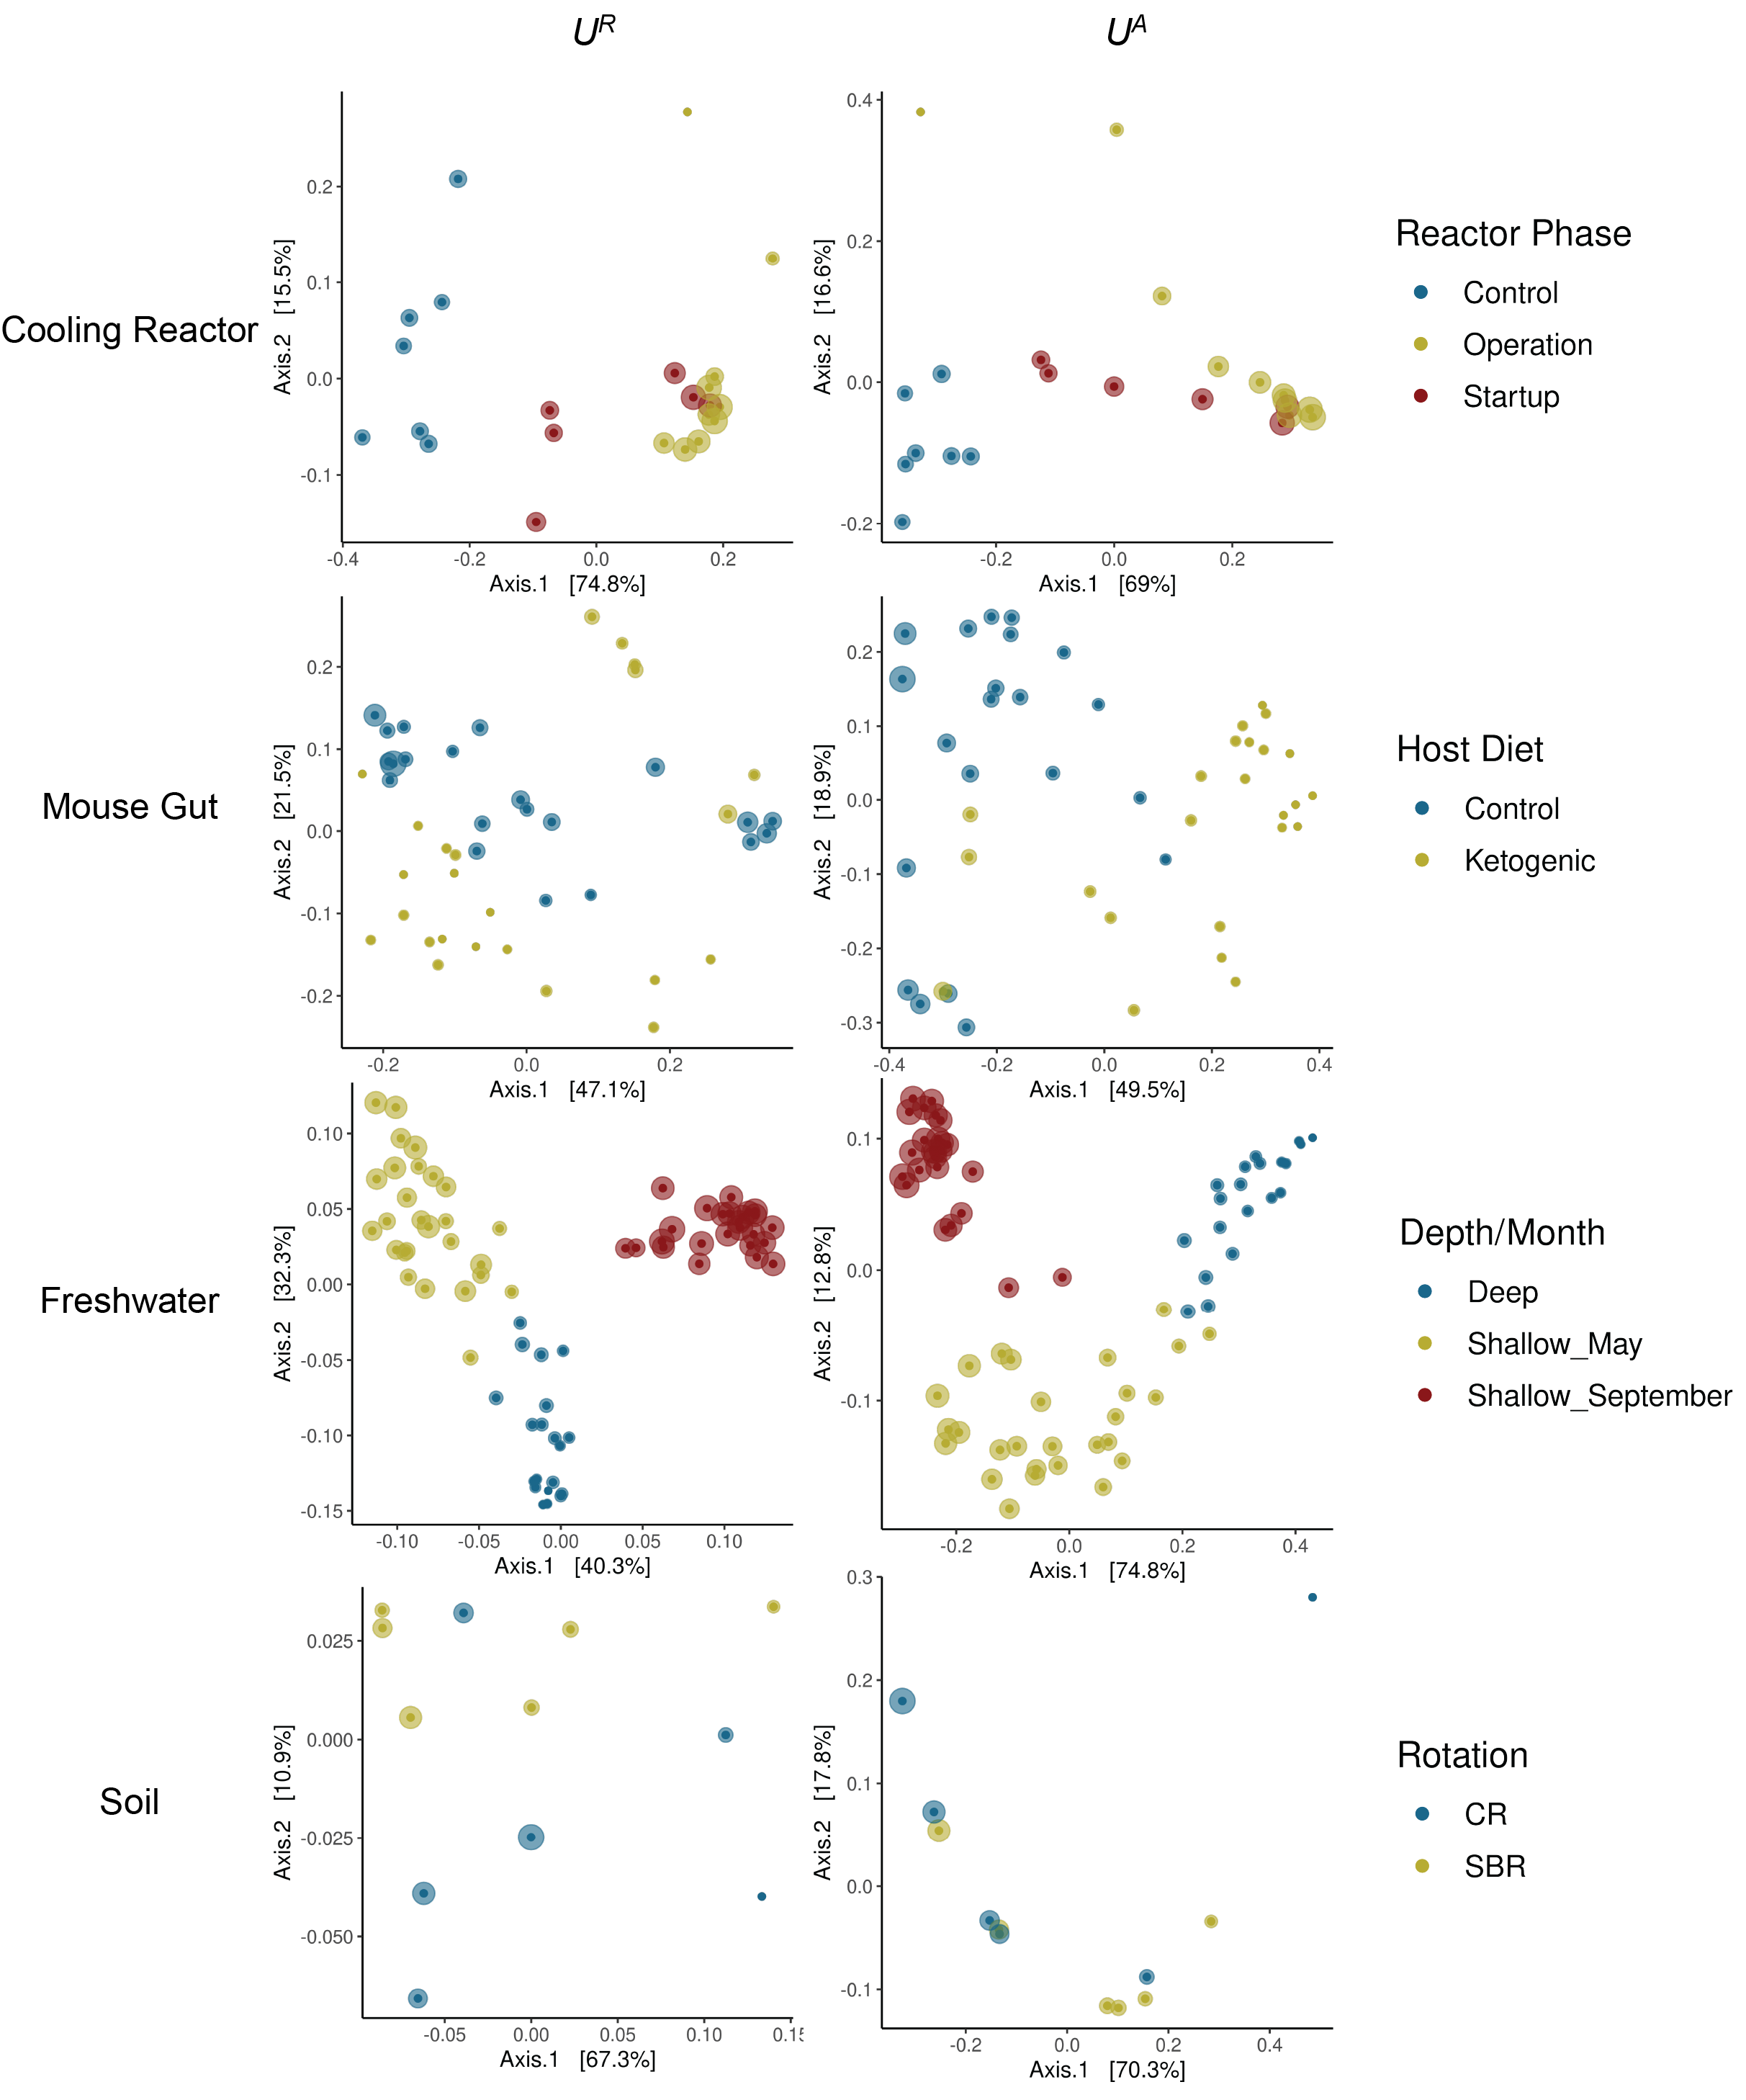 U^R
U^A
Cooling Reactor
Axis.2 [15.5%]
0.2
0.1
0.0
-0.1
-0.4 -0.2 0.0 0.2
Axis.1 [74.8%]
Axis.2 [16.6%]
0.4
0.2
0.0
-0.2
-0.2 0.0 0.2
Axis.1 [69%]
Reactor Phase
Control
Operation
Startup
Mouse Gut
Axis.2 [21.5%]
0.2
0.1
0.0
-0.1
-0.2
-0.2 0.0 0.2
Axis.1 [47.1%]
Axis.2 [18.9%]
0.2
0.1
0.0
-0.1
-0.2
-0.3
-0.4 -0.2 0.0 0.2 0.4
Axis.1 [49.5%]
Host Diet
Control
Ketogenic
Freshwater
Axis.2 [32.3%]
0.10
0.05
0.00
-0.05
-0.10
-0.15
-0.10 -0.05 0.00 0.05 0.10
Axis.1 [40.3%]
Axis.2 [12.8%]
0.1
0.0
-0.1
-0.2 0.0 0.2 0.4
Axis.1 [74.8%]
Depth/Month
Deep
Shallow_May
Shallow_September
Soil
Axis.2 [10.9%]
0.025
0.000
-0.025
-0.050
-0.05 0.00 0.05 0.10
Axis.1 [67.3%]
Axis.2 [17.8%]
0.3
0.2
0.1
0.0
-0.1
-0.2 0.0 0.2 0.4
Axis.1 [70.3%]
Rotation
CR
SBR